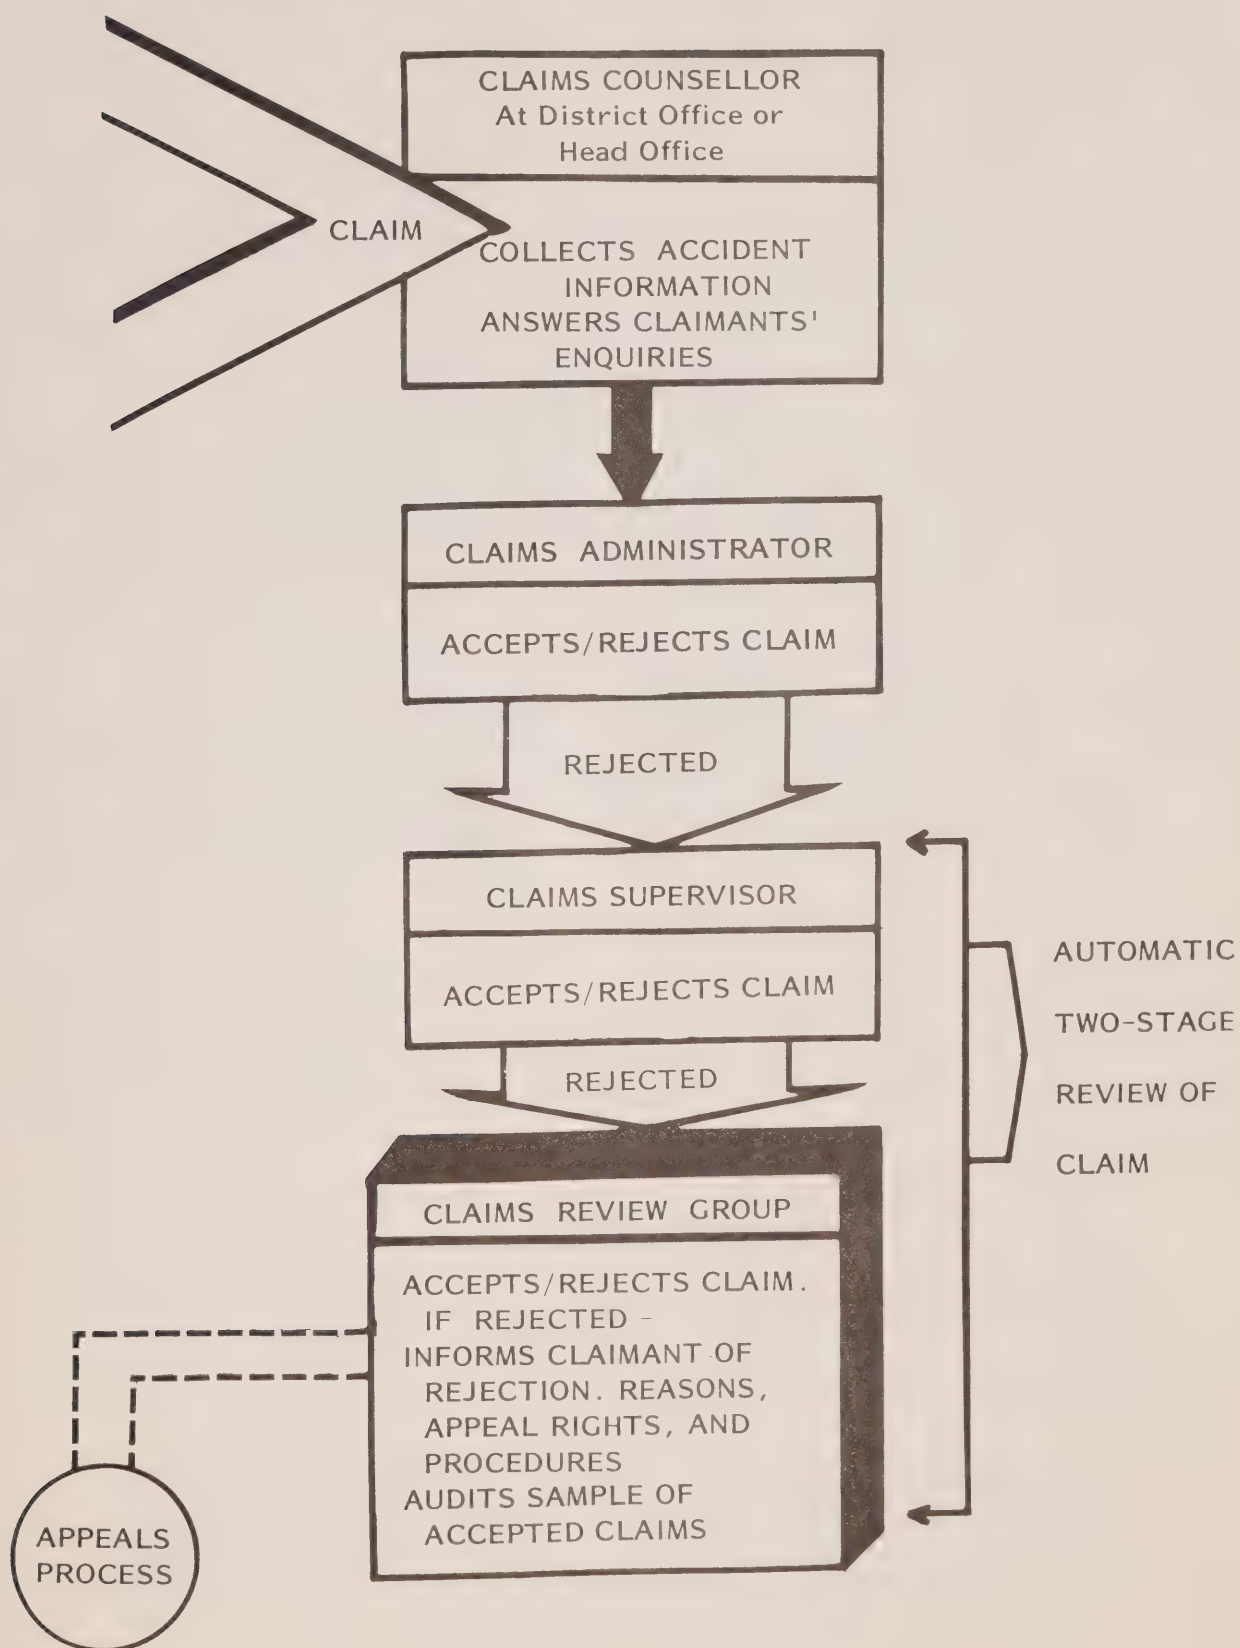 CLAIMS COUNSELLOR
At District Office or
Head Office
CLAIM
COLLECTS ACCIDENT
INFORMATION
ANSWERS CLAIMANTS'
ENQUIRIES
CLAIMS ADMINISTRATOR
ACCEPTS/REJECTS CLAIM
REJECTED
CLAIMS SUPERVISOR
ACCEPTS/REJECTS CLAIM
REJECTED
AUTOMATIC
TWO-STAGE
REVIEW OF
CLAIM
CLAIMS REVIEW GROUP
ACCEPTS/REJECTS CLAIM.
IF REJECTED -
INFORMS CLAIMANT OF
REJECTION. REASONS,
APPEAL RIGHTS, AND
PROCEDURES
AUDITS SAMPLE OF
ACCEPTED CLAIMS
APPEALS
PROCESS